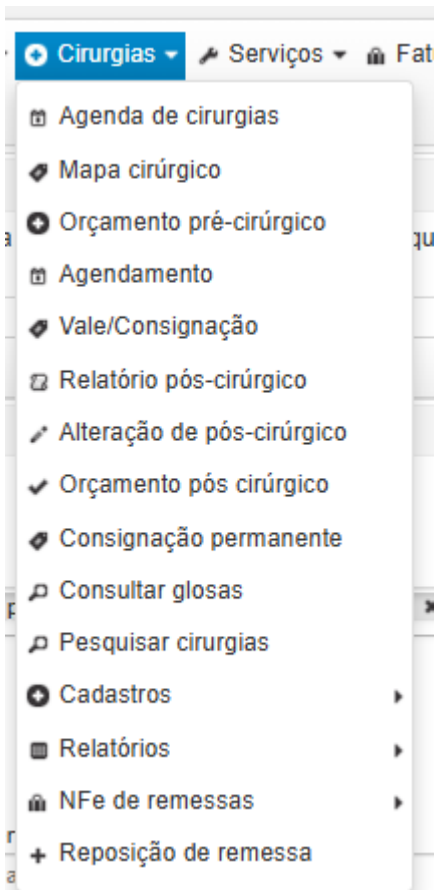 Cirurgias Serviços Fat
Agenda de cirurgias
Mapa cirúrgico
Orçamento pré-cirúrgico
Agendamento
Vale/Consignação
Relatório pós-cirúrgico
Alteração de pós-cirúrgico
Orçamento pós cirúrgico
Consignação permanente
Consultar glosas
Pesquisar cirurgias
Cadastros
Relatórios
NFe de remessas
Reposição de remessa